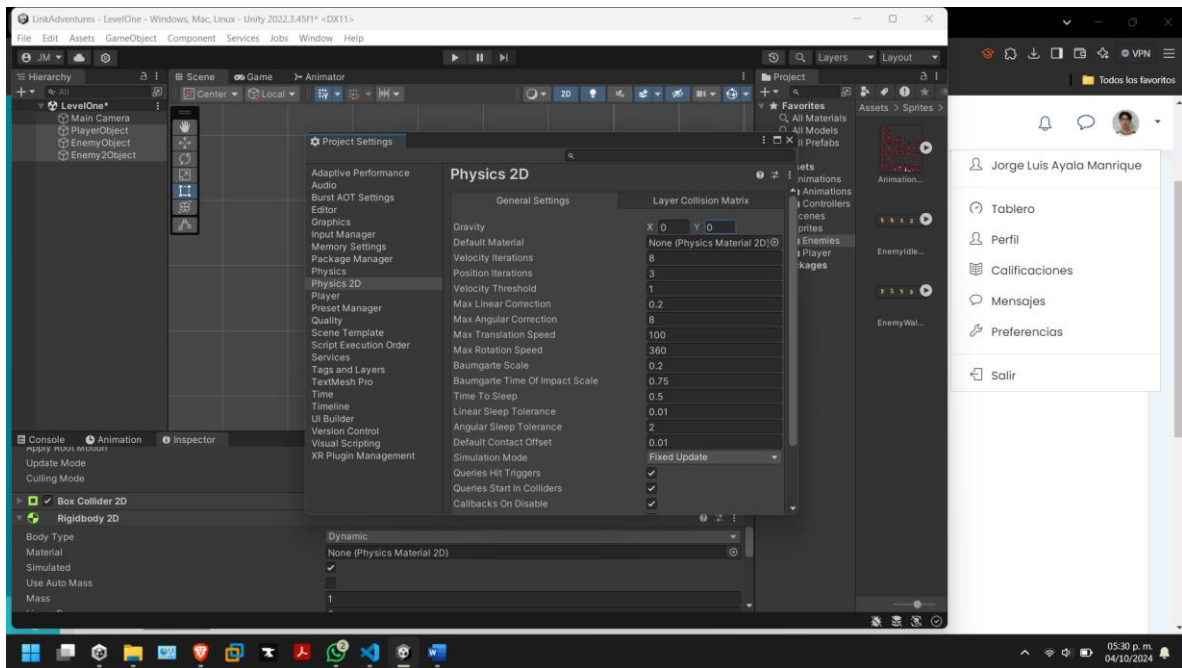 LinkAdventures - LevelOne - Windows, Mac, Linux - Unity 2022.3.45f1* <DX11>
File Edit Assets GameObject Component Services Jobs Window Help
JM
Layers
Layout
VPN
Todos los favoritos
Hierarchy
All
LevelOne*
Main Camera
PlayerObject
EnemyObject
Enemy2Object
Scene
Game
Animator
Center
Local
2D
Project
Favorites
All Materials
All Models
ll Prefabs
sets
nimations
Animations
Controllers
cenes
prites
Enemies
Player
kages
Assets > Sprites >
Animation...
EnemyIdle...
EnemyWal...
Project Settings
Adaptive Performance
Audio
Burst AOT Settings
Editor
Graphics
Input Manager
Memory Settings
Package Manager
Physics
Physics 2D
Player
Preset Manager
Quality
Scene Template
Script Execution Order
Services
Tags and Layers
TextMesh Pro
Time
Timeline
UI Builder
Version Control
Visual Scripting
XR Plugin Management
Physics 2D
General Settings
Layer Collision Matrix
Gravity X 0 Y 0
Default Material None (Physics Material 2D)
Velocity Iterations 8
Position Iterations 3
Velocity Threshold 1
Max Linear Correction 0.2
Max Angular Correction 8
Max Translation Speed 100
Max Rotation Speed 360
Baumgarte Scale 0.2
Baumgarte Time Of Impact Scale 0.75
Time To Sleep 0.5
Linear Sleep Tolerance 0.01
Angular Sleep Tolerance 2
Default Contact Offset 0.01
Simulation Mode Fixed Update
Queries Hit Triggers
Queries Start In Colliders
Callbacks On Disable
Console
Animation
Inspector
Apply Root Motion
Update Mode
Culling Mode
Box Collider 2D
Rigidbody 2D
Body Type Dynamic
Material None (Physics Material 2D)
Simulated
Use Auto Mass
Mass 1
Jorge Luis Ayala Manrique
Tablero
Perfil
Calificaciones
Mensajes
Preferencias
Salir
2
05:30 p. m.
04/10/2024